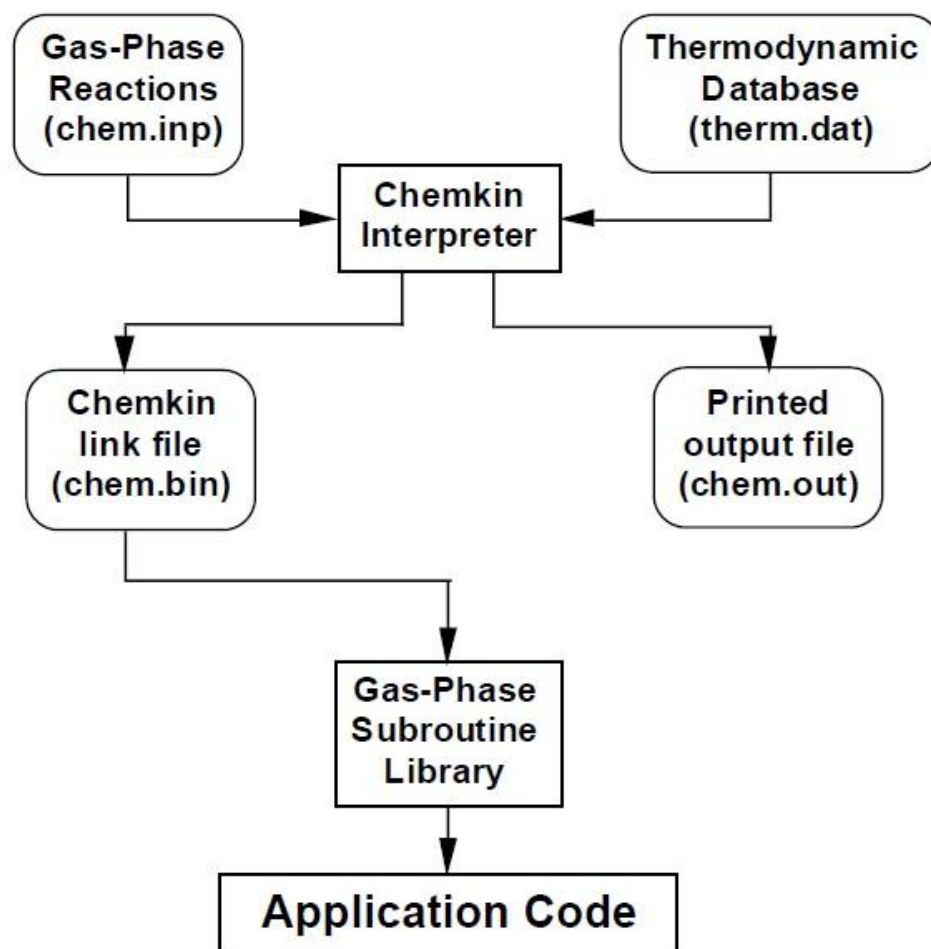 Gas-Phase
Reactions
(chem.inp)
Thermodynamic
Database
(therm.dat)
Chemkin
Interpreter
Chemkin
link file
(chem.bin)
Printed
output file
(chem.out)
Gas-Phase
Subroutine
Library
Application Code